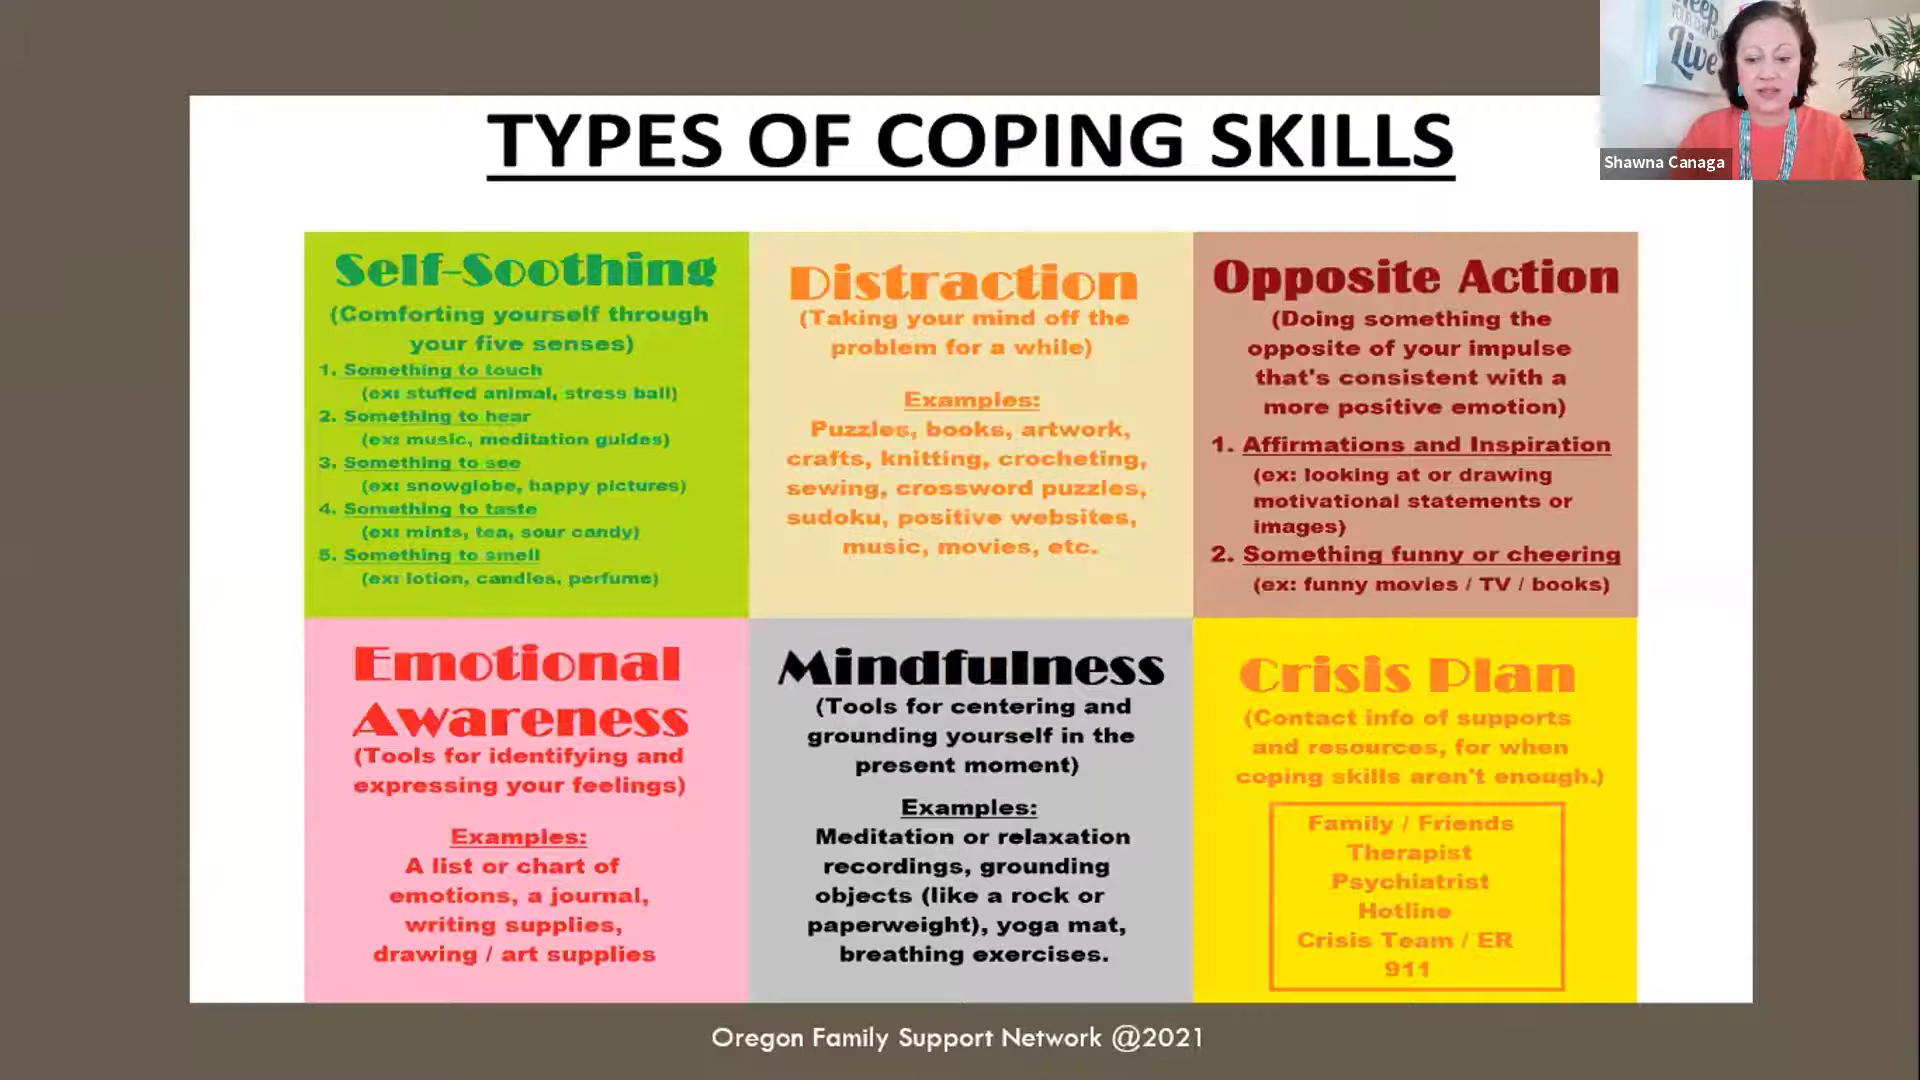 TYPES OF COPING SKILLS
Live
Shawna Canaga
Self-Soothing
(Comforting yourself through
your five senses)
1. Something to touch
(ex: stuffed animal, stress ball)
2. Something to hear
(ex: music, meditation guides)
3. Something to see
(ex: snowglobe, happy pictures)
4. Something to taste
(ex: mints, tea, sour candy)
5. Something to smell
(ex: lotion, candles, perfume)
Distraction
(Taking your mind off the
problem for a while)
Examples:
Puzzles, books, artwork,
crafts, knitting, crocheting,
sewing, crossword puzzles,
sudoku, positive websites,
music, movies, etc.
Opposite Action
(Doing something the
opposite of your impulse
that's consistent with a
more positive emotion)
1. Affirmations and Inspiration
(ex: looking at or drawing
motivational statements or
images)
2. Something funny or cheering
(ex: funny movies / TV / books)
Emotional
Awareness
(Tools for identifying and
expressing your feelings)
Examples:
A list or chart of
emotions, a journal,
writing supplies,
drawing / art supplies
Mindfulness
(Tools for centering and
grounding yourself in the
present moment)
Examples:
Meditation or relaxation
recordings, grounding
objects (like a rock or
paperweight), yoga mat,
breathing exercises.
Crisis Plan
(Contact info of supports
and resources, for when
coping skills aren't enough.)
Family / Friends
Therapist
Psychiatrist
Hotline
Crisis Team / ER
911
Oregon Family Support Network @2021